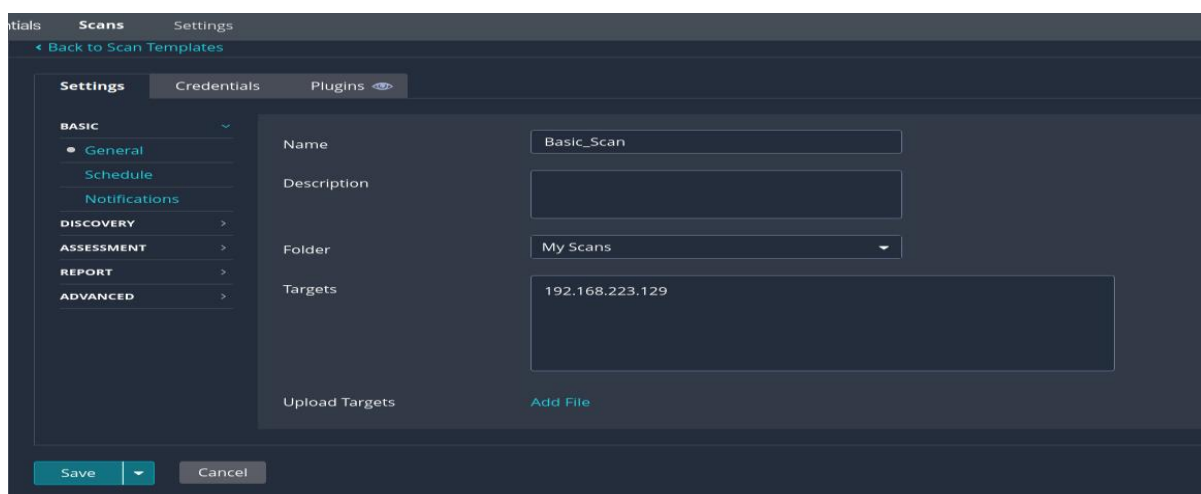 Scans Settings
Back to Scan Templates
Settings Credentials Plugins
BASIC
General
Schedule
Notifications
DISCOVERY
ASSESSMENT
REPORT
ADVANCED
Name Basic_Scan
Description
Folder My Scans
Targets 192.168.223.129
Upload Targets Add File
Save Cancel